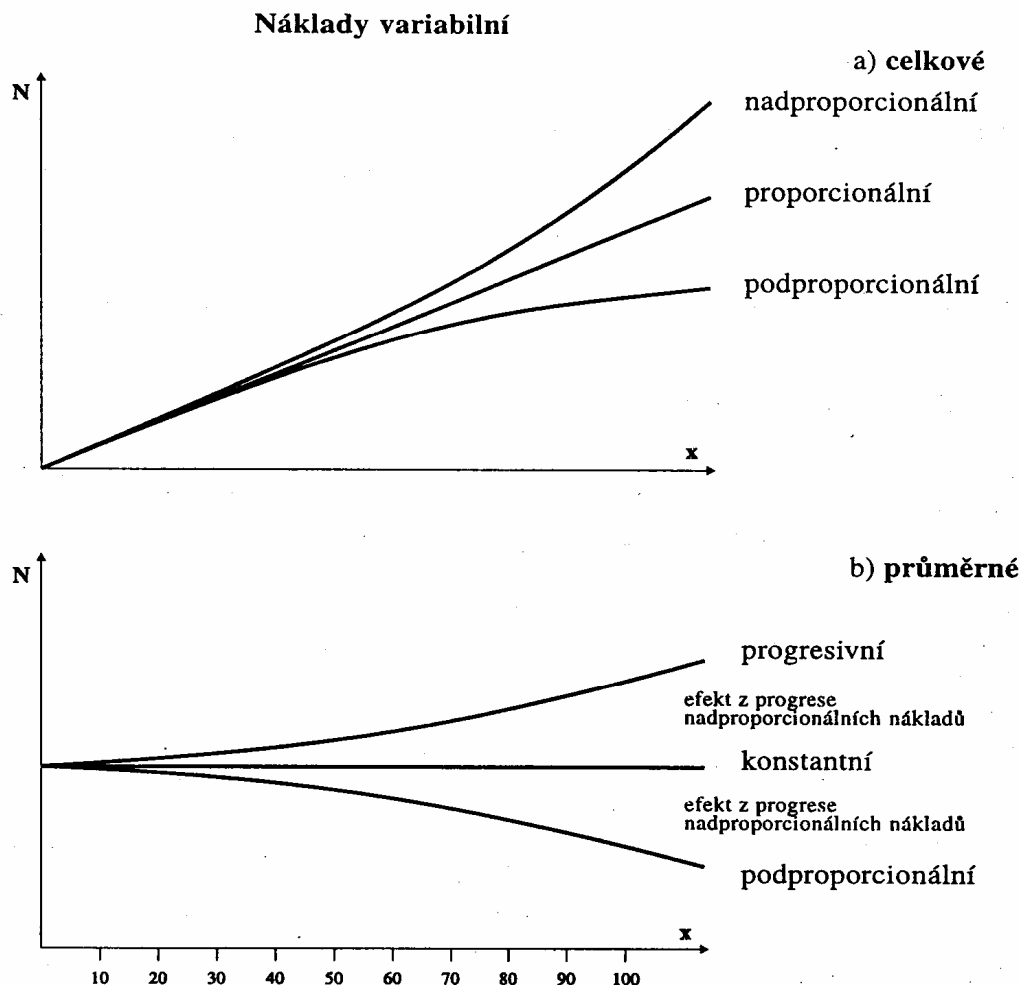 Náklady variabilní
a) celkové
N
nadproporcionální
proporcionální
podproporcionální
x
b) průměrné
N
progresivní
efekt z progrese
nadproporcionálních nákladů
konstantní
efekt z progrese
nadproporcionálních nákladů
podproporcionální
x
10 20 30 40 50 60 70 80 90 100